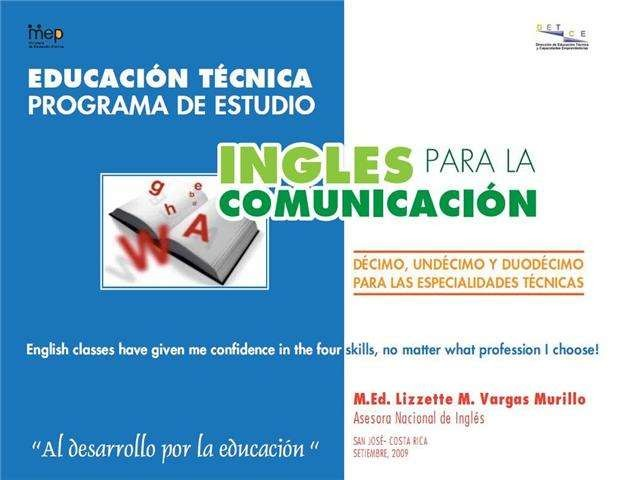 mep
DETCE
Dirección de Educación Técnica
y Capacidades Emprendedoras
EDUCACIÓN TÉCNICA
PROGRAMA DE ESTUDIO
INGLES PARA LA
COMUNICACIÓN
g b e
h a
W A
DÉCIMO, UNDÉCIMO Y DUODÉCIMO
PARA LAS ESPECIALIDADES TÉCNICAS
English classes have given me confidence in the four skills, no matter what profession I choose!
M.Ed. Lizzette M. Vargas Murillo
Asesora Nacional de Inglés
SAN JOSÉ- COSTA RICA
SETIEMBRE, 2009
"Al desarrollo por la educación "